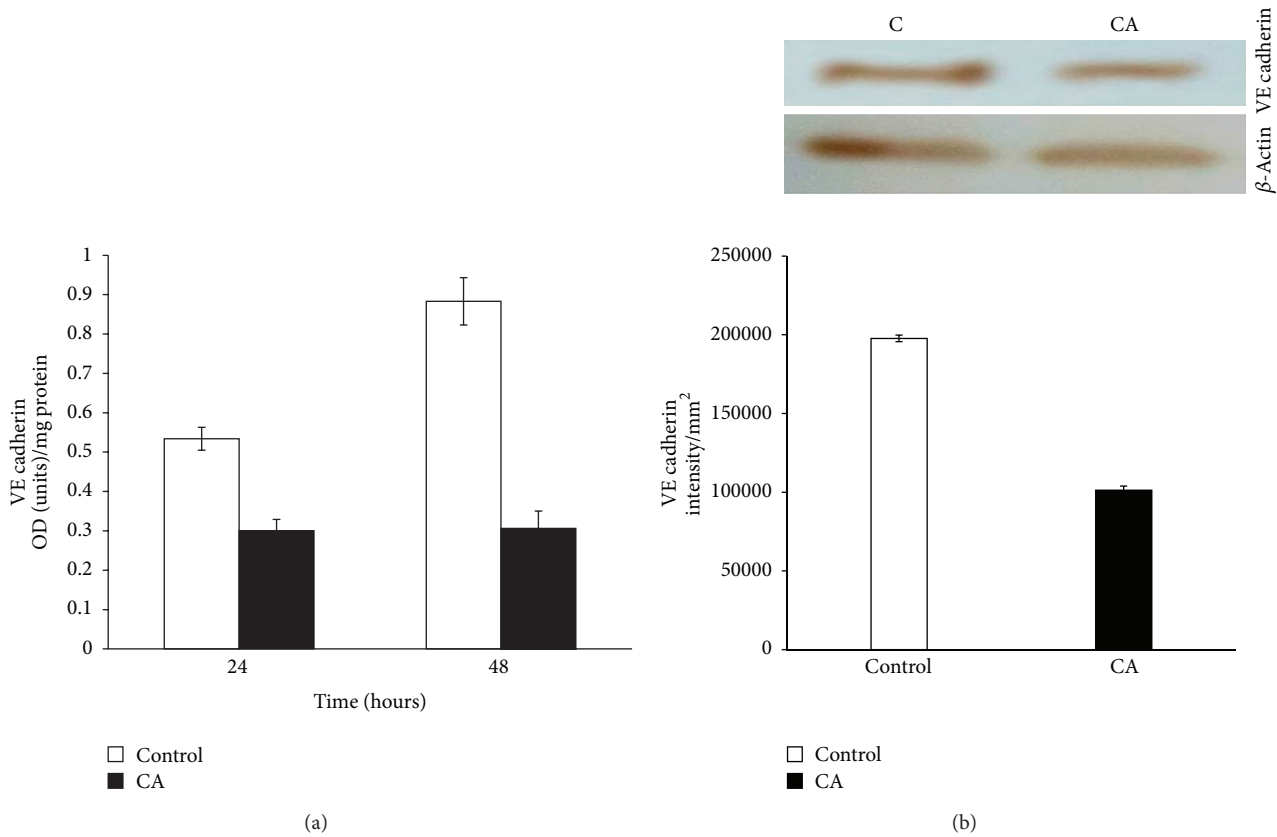 C CA
VE cadherin
β-Actin
1
0.9
0.8
0.7
0.6
0.5
0.4
0.3
0.2
0.1
0
VE cadherin
OD (units)/mg protein
24 48
Time (hours)
Control
CA
(a)
250000
200000
150000
100000
50000
0
VE cadherin
intensity/mm²
Control CA
Control
CA
(b)